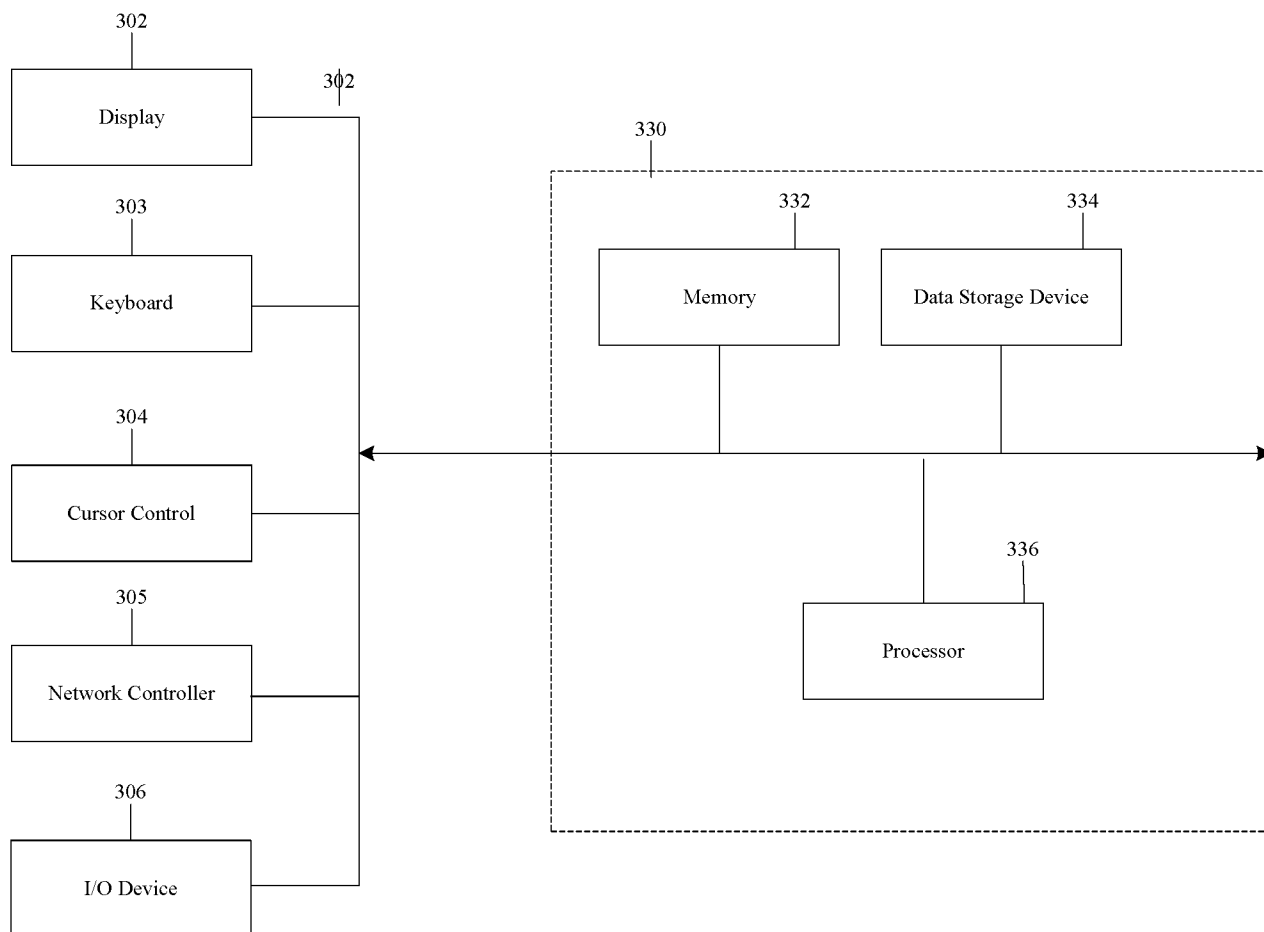 302
Display
302
303
Keyboard
304
Cursor Control
305
Network Controller
306
I/O Device
330
332
Memory
334
Data Storage Device
336
Processor